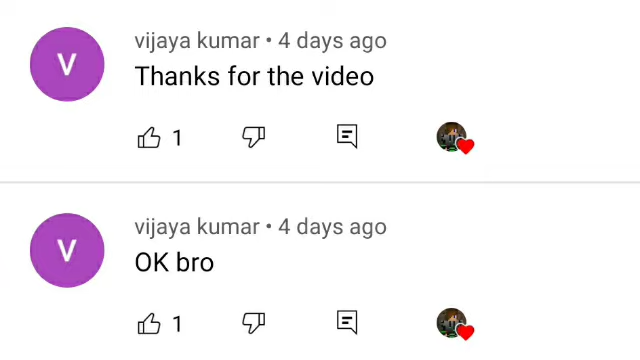 V
vijaya kumar • 4 days ago
Thanks for the video
1
V
vijaya kumar • 4 days ago
OK bro
1